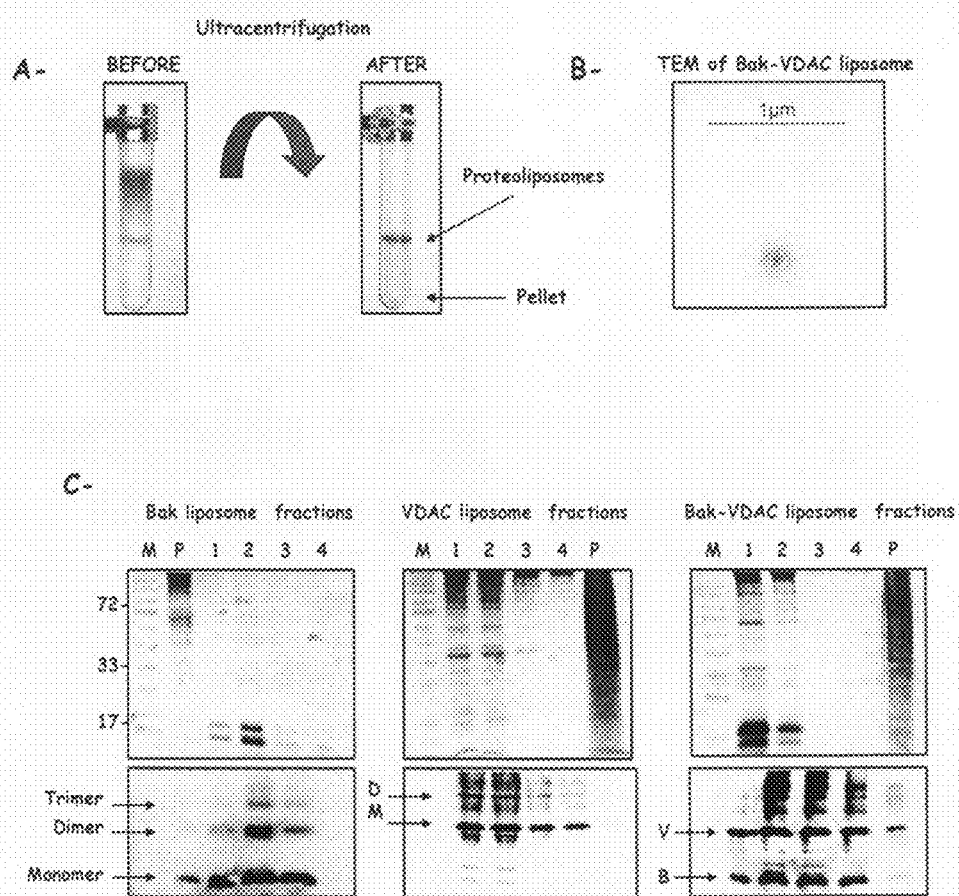 Ultracentrifugation
A-
BEFORE
AFTER
Proteoliposomes
Pellet
B-
TEM of Bak-VDAC liposome
1µm
C-
Bak liposome fractions
M P 1 2 3 4
72
33
17
Trimer
Dimer
Monomer
VDAC liposome fractions
M 1 2 3 4 P
D
M
Bak-VDAC liposome fractions
M 1 2 3 4 P
V
B